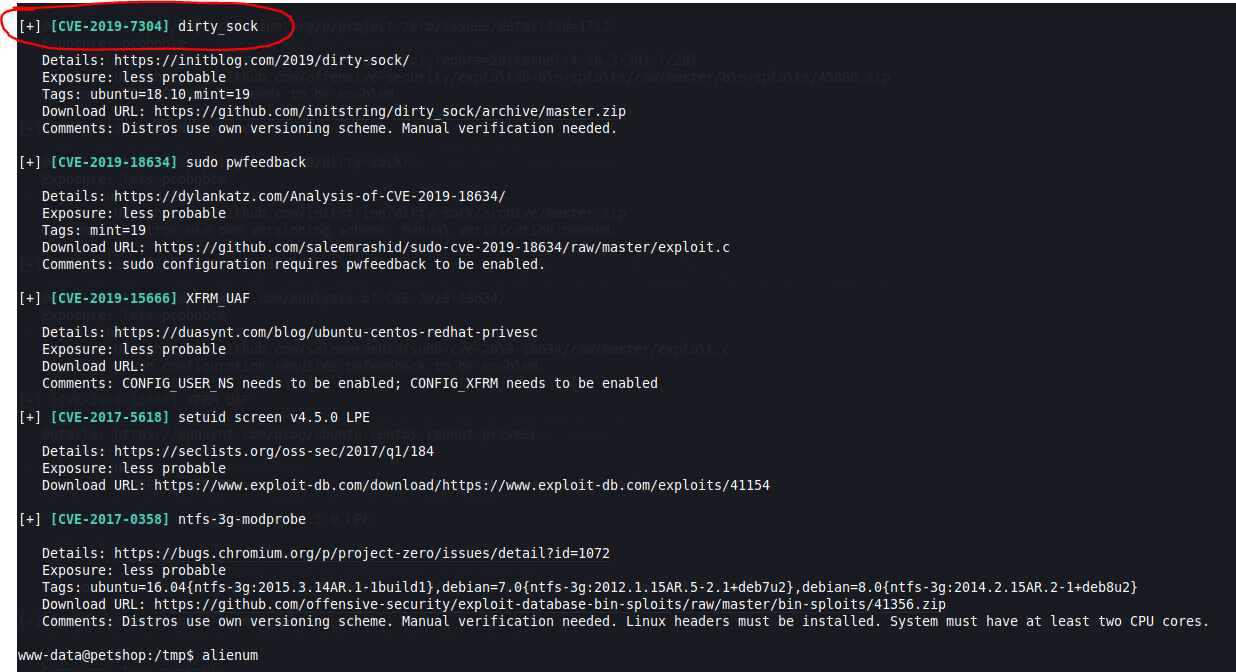 [+] [CVE-2019-7304] dirty_sock
Details: https://initblog.com/2019/dirty-sock/
Exposure: less probable
Tags: ubuntu=18.10,mint=19
Download URL: https://github.com/initstring/dirty_sock/archive/master.zip
Comments: Distros use own versioning scheme. Manual verification needed.
[+] [CVE-2019-18634] sudo pwfeedback
Details: https://dylankatz.com/Analysis-of-CVE-2019-18634/
Exposure: less probable
Tags: mint=19
Download URL: https://github.com/saleemrashid/sudo-cve-2019-18634/raw/master/exploit.c
Comments: sudo configuration requires pwfeedback to be enabled.
[+] [CVE-2019-15666] XFRM_UAF
Details: https://duasynt.com/blog/ubuntu-centos-redhat-privesc
Exposure: less probable
Download URL:
Comments: CONFIG_USER_NS needs to be enabled; CONFIG_XFRM needs to be enabled
[+] [CVE-2017-5618] setuid screen v4.5.0 LPE
Details: https://seclists.org/oss-sec/2017/q1/184
Exposure: less probable
Download URL: https://www.exploit-db.com/download/https://www.exploit-db.com/exploits/41154
[+] [CVE-2017-0358] ntfs-3g-modprobe
Details: https://bugs.chromium.org/p/project-zero/issues/detail?id=1072
Exposure: less probable
Tags: ubuntu=16.04{ntfs-3g:2015.3.14AR.1-1build1},debian=7.0{ntfs-3g:2012.1.15AR.5-2.1+deb7u2},debian=8.0{ntfs-3g:2014.2.15AR.2-1+deb8u2}
Download URL: https://github.com/offensive-security/exploit-database-bin-sploits/raw/master/bin-sploits/41356.zip
Comments: Distros use own versioning scheme. Manual verification needed. Linux headers must be installed. System must have at least two CPU cores.
www-data@petshop:/tmp$ alienum